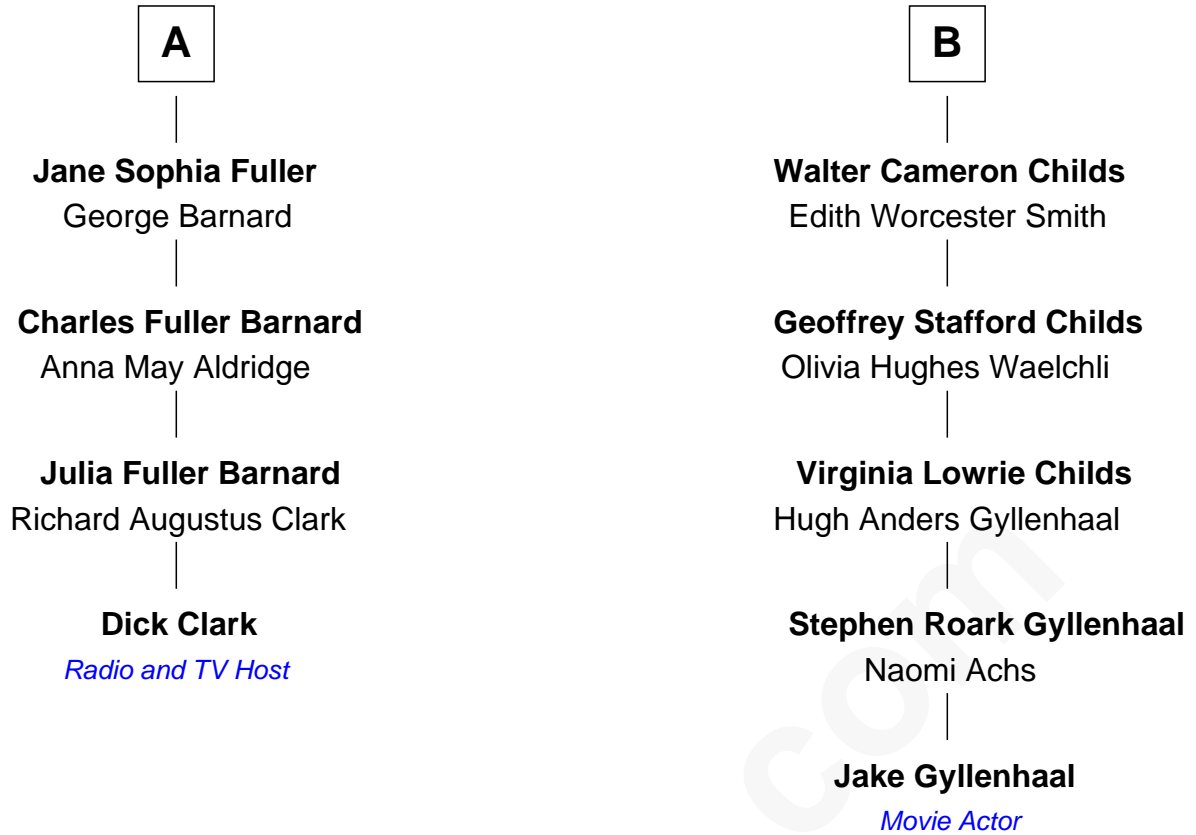 A
Jane Sophia Fuller
George Barnard
Charles Fuller Barnard
Anna May Aldridge
Julia Fuller Barnard
Richard Augustus Clark
Dick Clark
Radio and TV Host
B
Walter Cameron Childs
Edith Worcester Smith
Geoffrey Stafford Childs
Olivia Hughes Waelchli
Virginia Lowrie Childs
Hugh Anders Gyllenhaal
Stephen Roark Gyllenhaal
Naomi Achs
Jake Gyllenhaal
Movie Actor
com